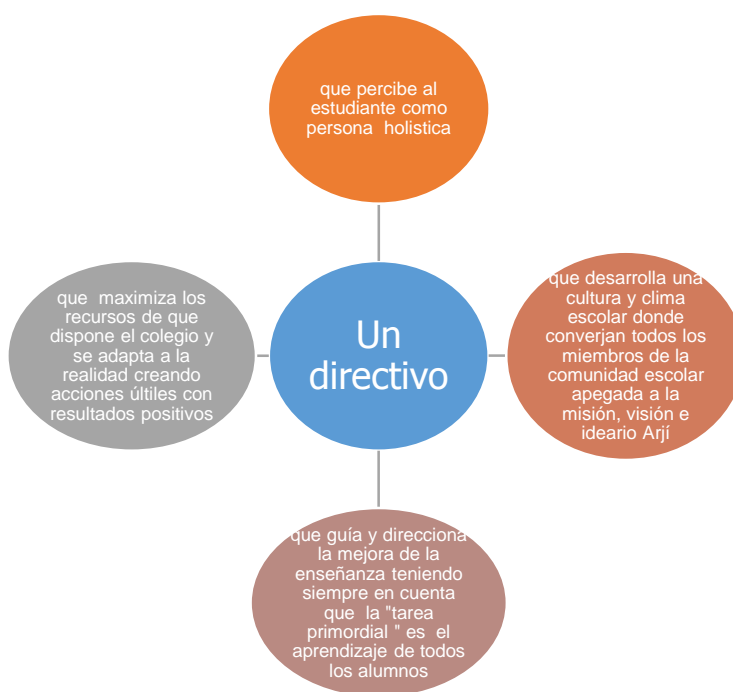 que percibe al
estudiante como
persona holistica
que maximiza los
recursos de que
dispone el colegio y
se adapta a la
realidad creando
acciones últiles con
resultados positivos
Un
directivo
que desarrolla una
cultura y clima
escolar donde
converjan todos los
miembros de la
comunidad escolar
apegada a la
misión, visión e
ideario Arjí
que guía y direcciona
la mejora de la
enseñanza teniendo
siempre en cuenta
que la "tarea
primordial " es el
aprendizaje de todos
los alumnos